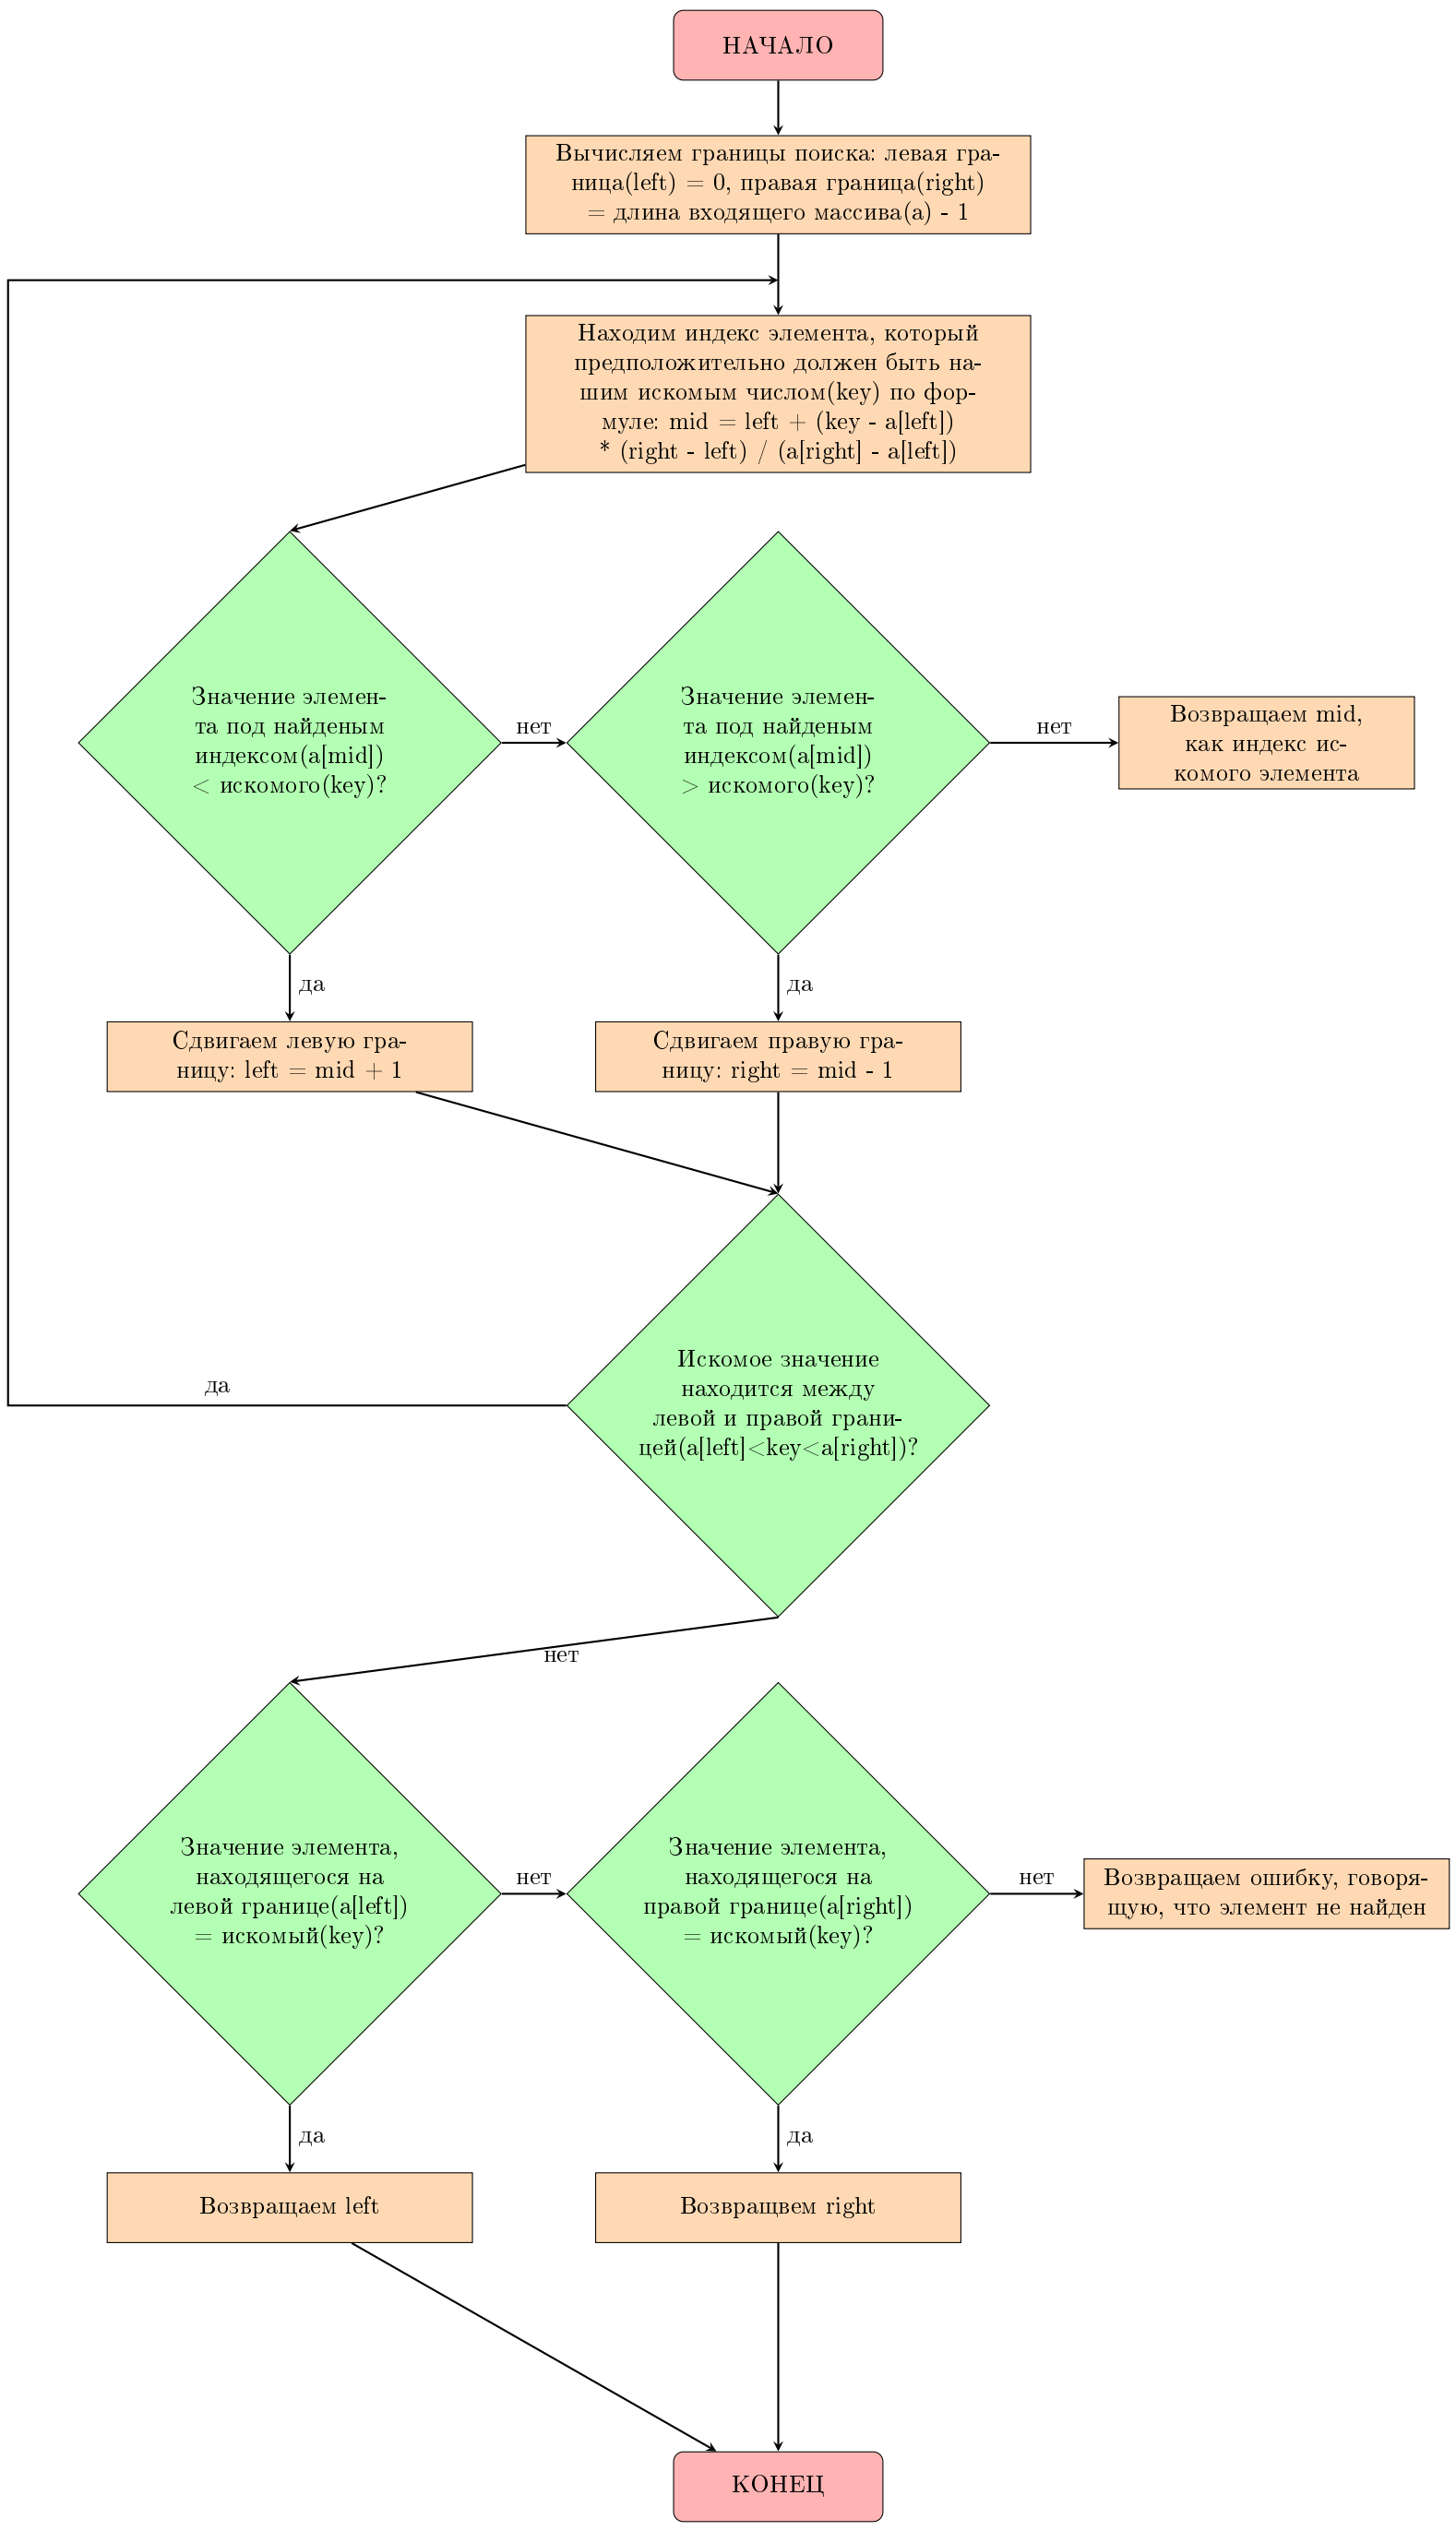 НАЧАЛО
Вычисляем границы поиска: левая гра-
ница(left) = 0, правая граница(right)
= длина входящего массива(a) - 1
Находим индекс элемента, который
предположительно должен быть на-
шим искомым числом(key) по фор-
муле: mid = left + (key - a[left])
* (right - left) / (a[right] - a[left])
Значение элемен-
та под найденым
индексом(a[mid])
< искомого(key)?
нет
Значение элемен-
та под найденым
индексом(a[mid])
> искомого(key)?
нет
Возвращаем mid,
как индекс ис-
комого элемента
да
да
Сдвигаем левую гра-
ницу: left = mid + 1
Сдвигаем правую гра-
ницу: right = mid - 1
Искомое значение
находится между
левой и правой грани-
цей(a[left]<key<a[right])?
да
нет
Значение элемента,
находящегося на
левой границе(a[left])
= искомый(key)?
нет
Значение элемента,
находящегося на
правой границе(a[right])
= искомый(key)?
нет
Возвращаем ошибку, говоря-
щую, что элемент не найден
да
да
Возвращаем left
Возвращвем right
КОНЕЦ